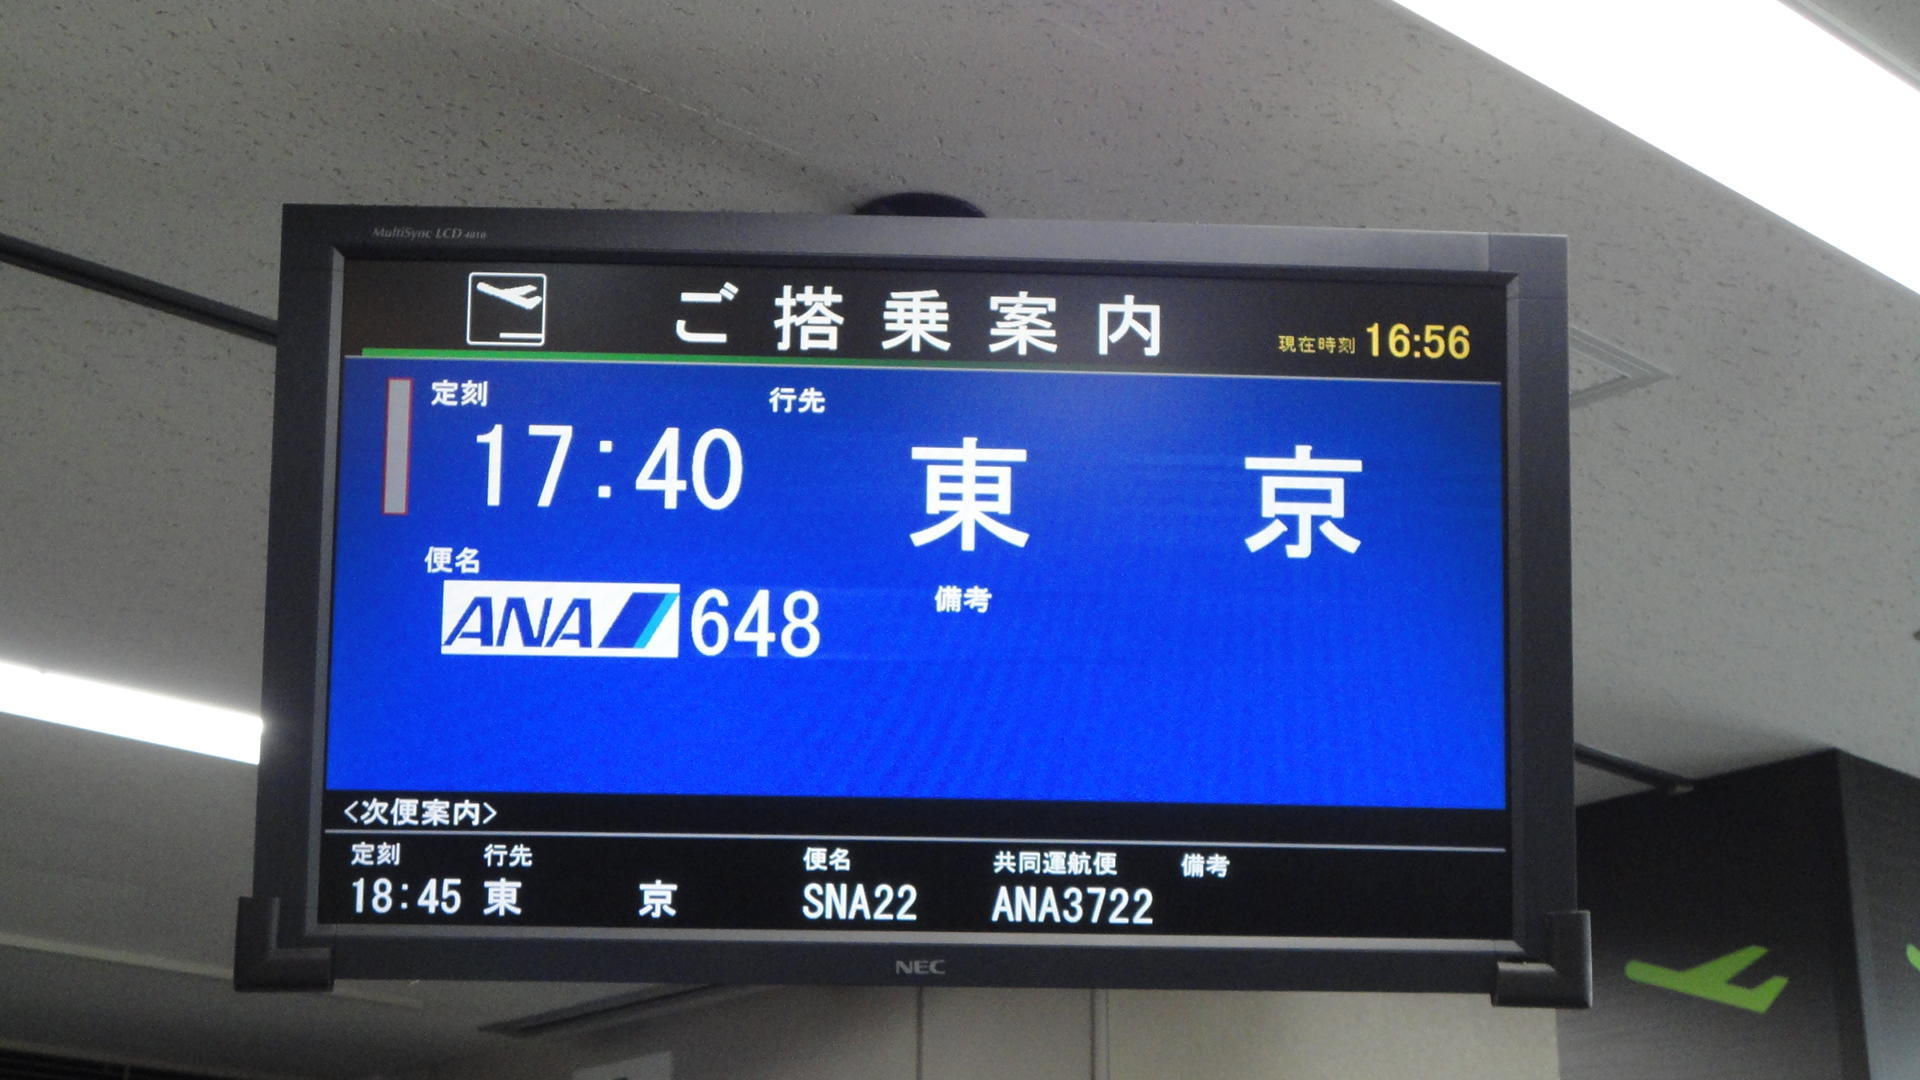 MultiSync LCD 4010
ご搭乗案内 現在時刻 16:56
定刻 行先
17:40 東京
便名 備考
ANA 648
<次便案内>
定刻 行先 便名 共同運航便 備考
18:45 東京 SNA22 ANA3722
NEC